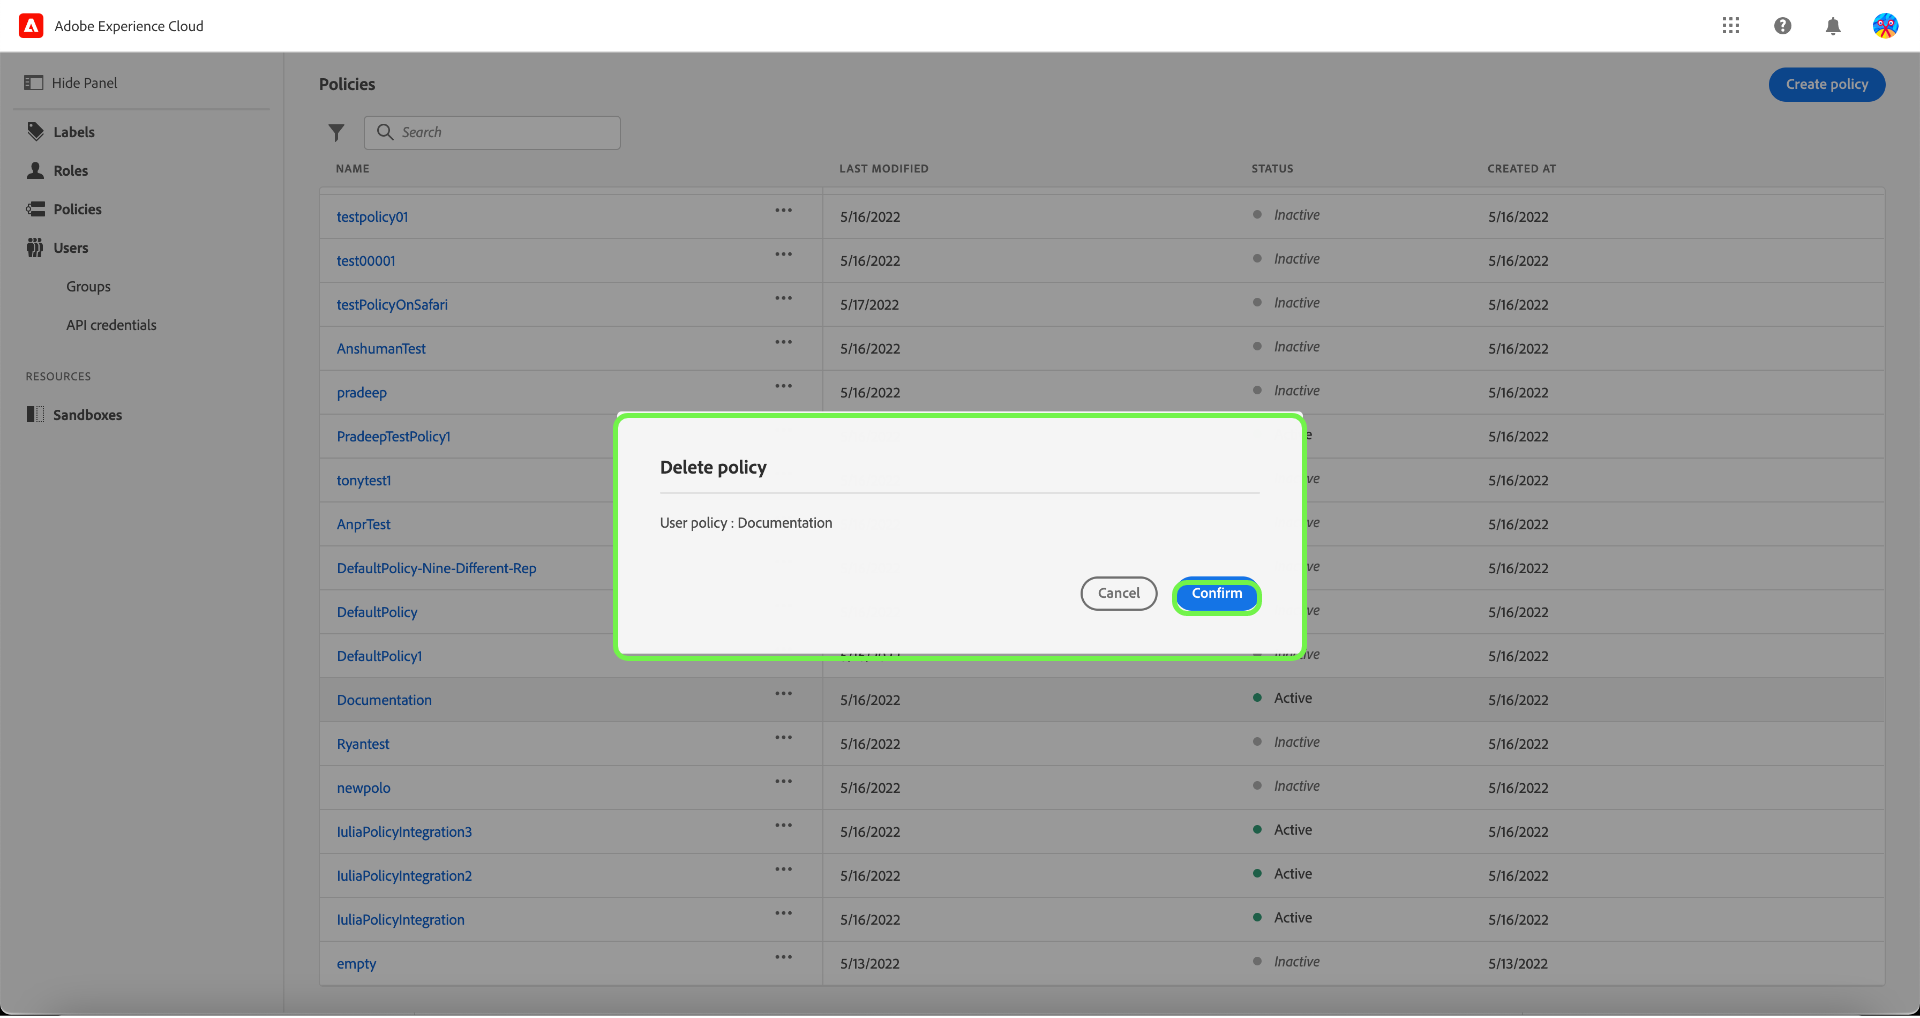 Adobe Experience Cloud
Hide Panel
Labels
Roles
Policies
Users
Groups
API credentials
RESOURCES
Sandboxes
Policies
Create policy
Search
NAME LAST MODIFIED STATUS CREATED AT
testpolicy01 ••• 5/16/2022 Inactive 5/16/2022
test00001 ••• 5/16/2022 Inactive 5/16/2022
testPolicyOnSafari ••• 5/17/2022 Inactive 5/16/2022
AnshumanTest ••• 5/16/2022 Inactive 5/16/2022
pradeep ••• 5/16/2022 Inactive 5/16/2022
PradeepTestPolicy1 e 5/16/2022
tonytest1 ve 5/16/2022
AnprTest ve 5/16/2022
DefaultPolicy-Nine-Different-Rep ve 5/16/2022
DefaultPolicy ve 5/16/2022
DefaultPolicy1 5/16/2022
Delete policy
User policy : Documentation
Cancel Confirm
Documentation ••• 5/16/2022 Active 5/16/2022
Ryantest ••• 5/16/2022 Inactive 5/16/2022
newpolo ••• 5/16/2022 Inactive 5/16/2022
IuliaPolicyIntegration3 ••• 5/16/2022 Active 5/16/2022
IuliaPolicyIntegration2 ••• 5/16/2022 Active 5/16/2022
IuliaPolicyIntegration ••• 5/16/2022 Active 5/16/2022
empty ••• 5/13/2022 Inactive 5/13/2022